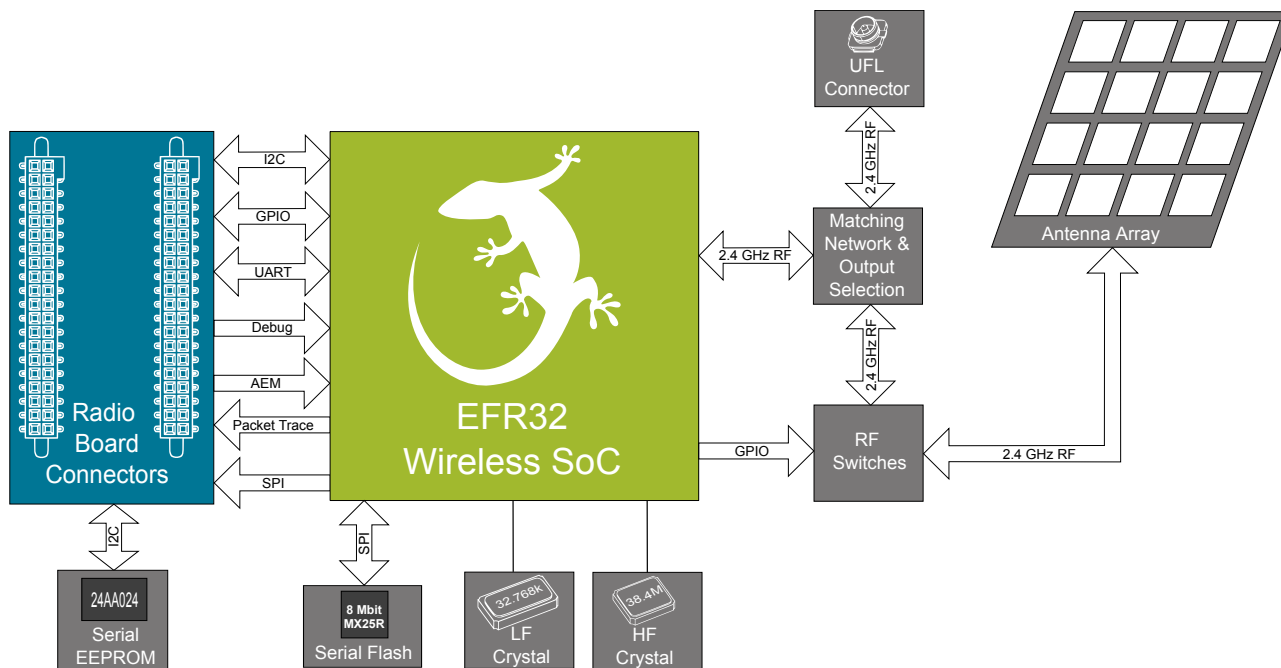 UFL
Connector
2.4 GHz RF
Antenna Array
I2C
GPIO
UART
Debug
AEM
Packet Trace
SPI
Radio
Board
Connectors
EFR32
Wireless SoC
2.4 GHz RF
Matching
Network &
Output
Selection
2.4 GHz RF
GPIO
RF
Switches
2.4 GHz RF
I2C
24AA024
Serial
EEPROM
SPI
8 Mbit
MX25R
Serial Flash
32.768k
LF
Crystal
38.4M
HF
Crystal